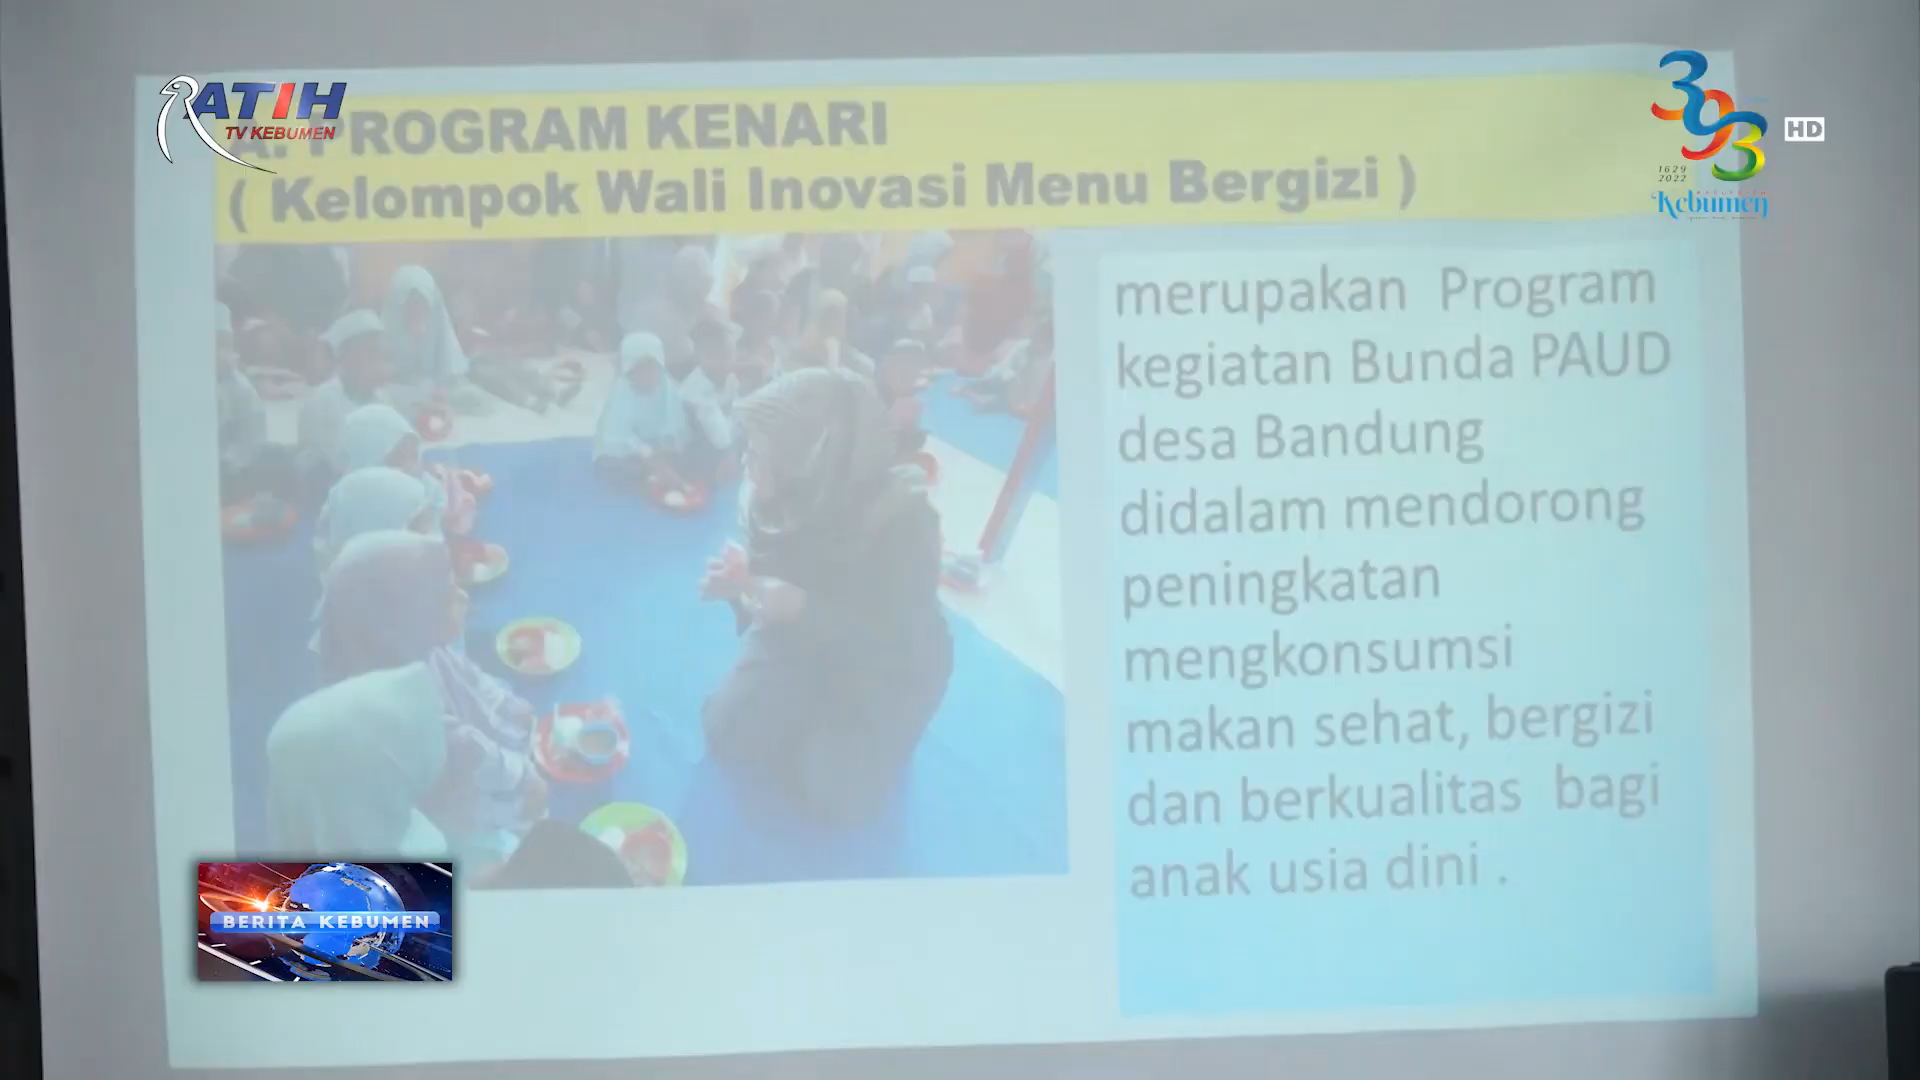 RATIH
TV KEBUMEN
393
HD
1629
2022
Kebumen
A. PROGRAM KENARI
( Kelompok Wali Inovasi Menu Bergizi )
merupakan Program
kegiatan Bunda PAUD
desa Bandung
didalam mendorong
peningkatan
mengkonsumsi
makan sehat, bergizi
dan berkualitas bagi
anak usia dini .
BERITA KEBUMEN